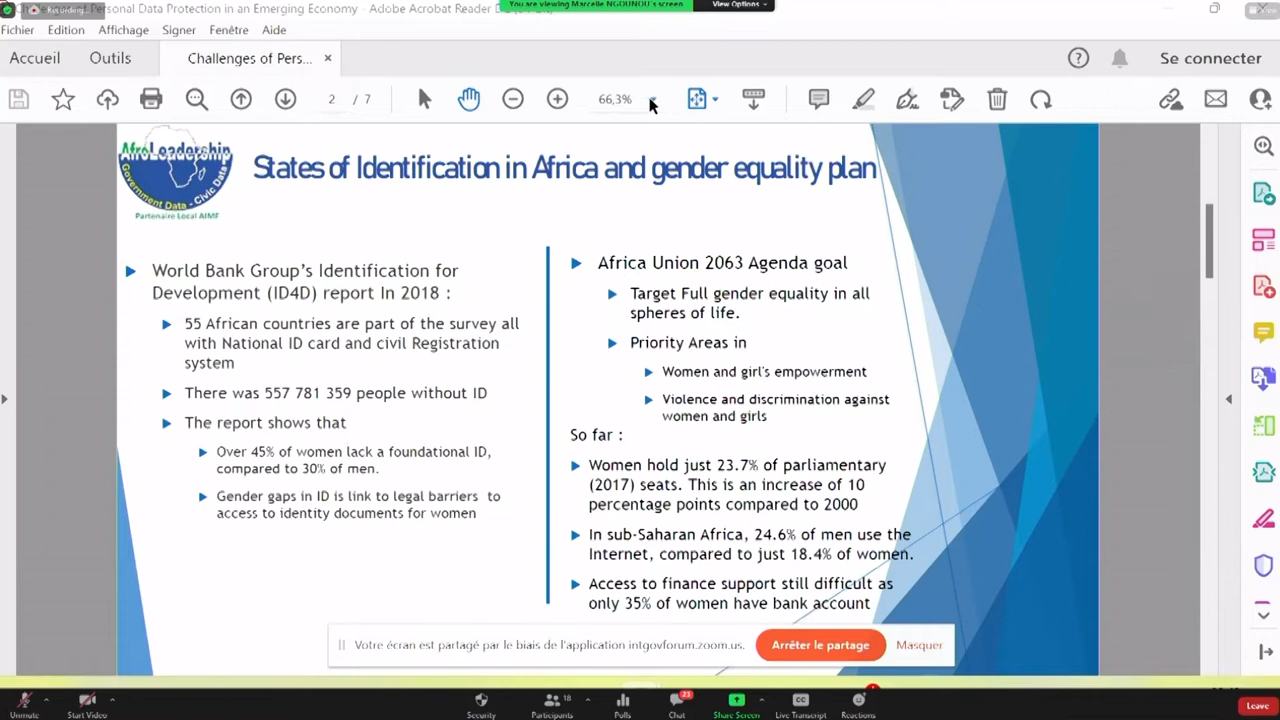 Recording
Personal Data Protection in an Emerging Economy - Adobe Acrobat Reader D
You are viewing Marcelle NGOUNOU's screen
View Options
Fichier Edition Affichage Signer Fenêtre Aide
Accueil Outils Challenges of Pers... × Se connecter
2 / 7 66,3%
AfroLeadership
Government Data - Civic Data
Partenaire Local AIMF
States of Identification in Africa and gender equality plan
World Bank Group's Identification for
Development (ID4D) report In 2018 :
55 African countries are part of the survey all
with National ID card and civil Registration
system
There was 557 781 359 people without ID
The report shows that
Over 45% of women lack a foundational ID,
compared to 30% of men.
Gender gaps in ID is link to legal barriers to
access to identity documents for women
Africa Union 2063 Agenda goal
Target Full gender equality in all
spheres of life.
Priority Areas in
Women and girl's empowerment
Violence and discrimination against
women and girls
So far :
Women hold just 23.7% of parliamentary
(2017) seats. This is an increase of 10
percentage points compared to 2000
In sub-Saharan Africa, 24.6% of men use the
Internet, compared to just 18.4% of women.
Access to finance support still difficult as
only 35% of women have bank account
Votre écran est partagé par le biais de l'application intgovforum.zoom.us. Arrêter le partage Masquer
Unmute Start Video Security Participants 18 Polls Chat 23 Share Screen Live Transcript CC Reactions Leave